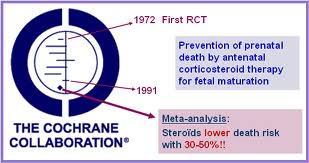 1972 First RCT
Prevention of prenatal
death by antenatal
corticosteroid therapy
for fetal maturation
1991
THE COCHRANE
COLLABORATION®
Meta-analysis:
Steroïds lower death risk
with 30-50%!!